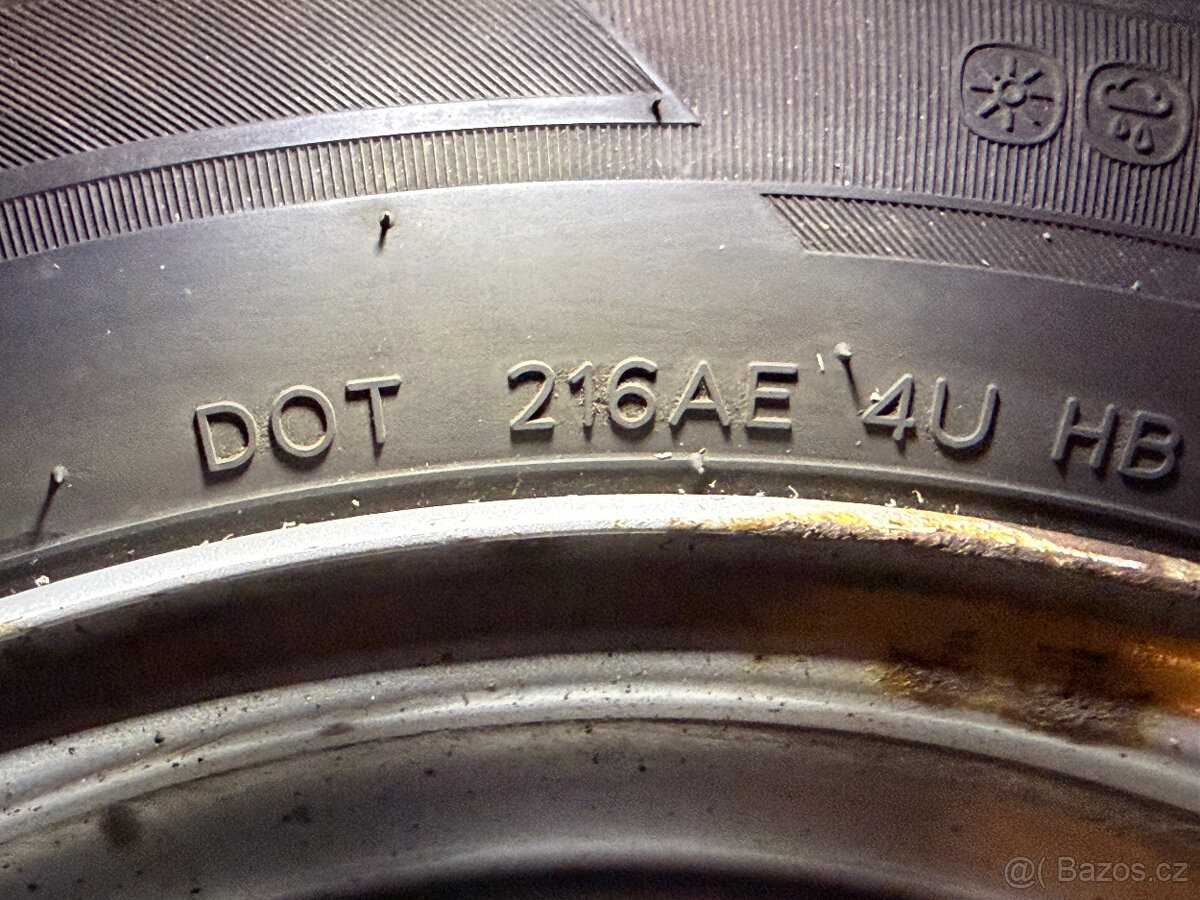 DOT 216AE 4U HB
@( Bazos.cz